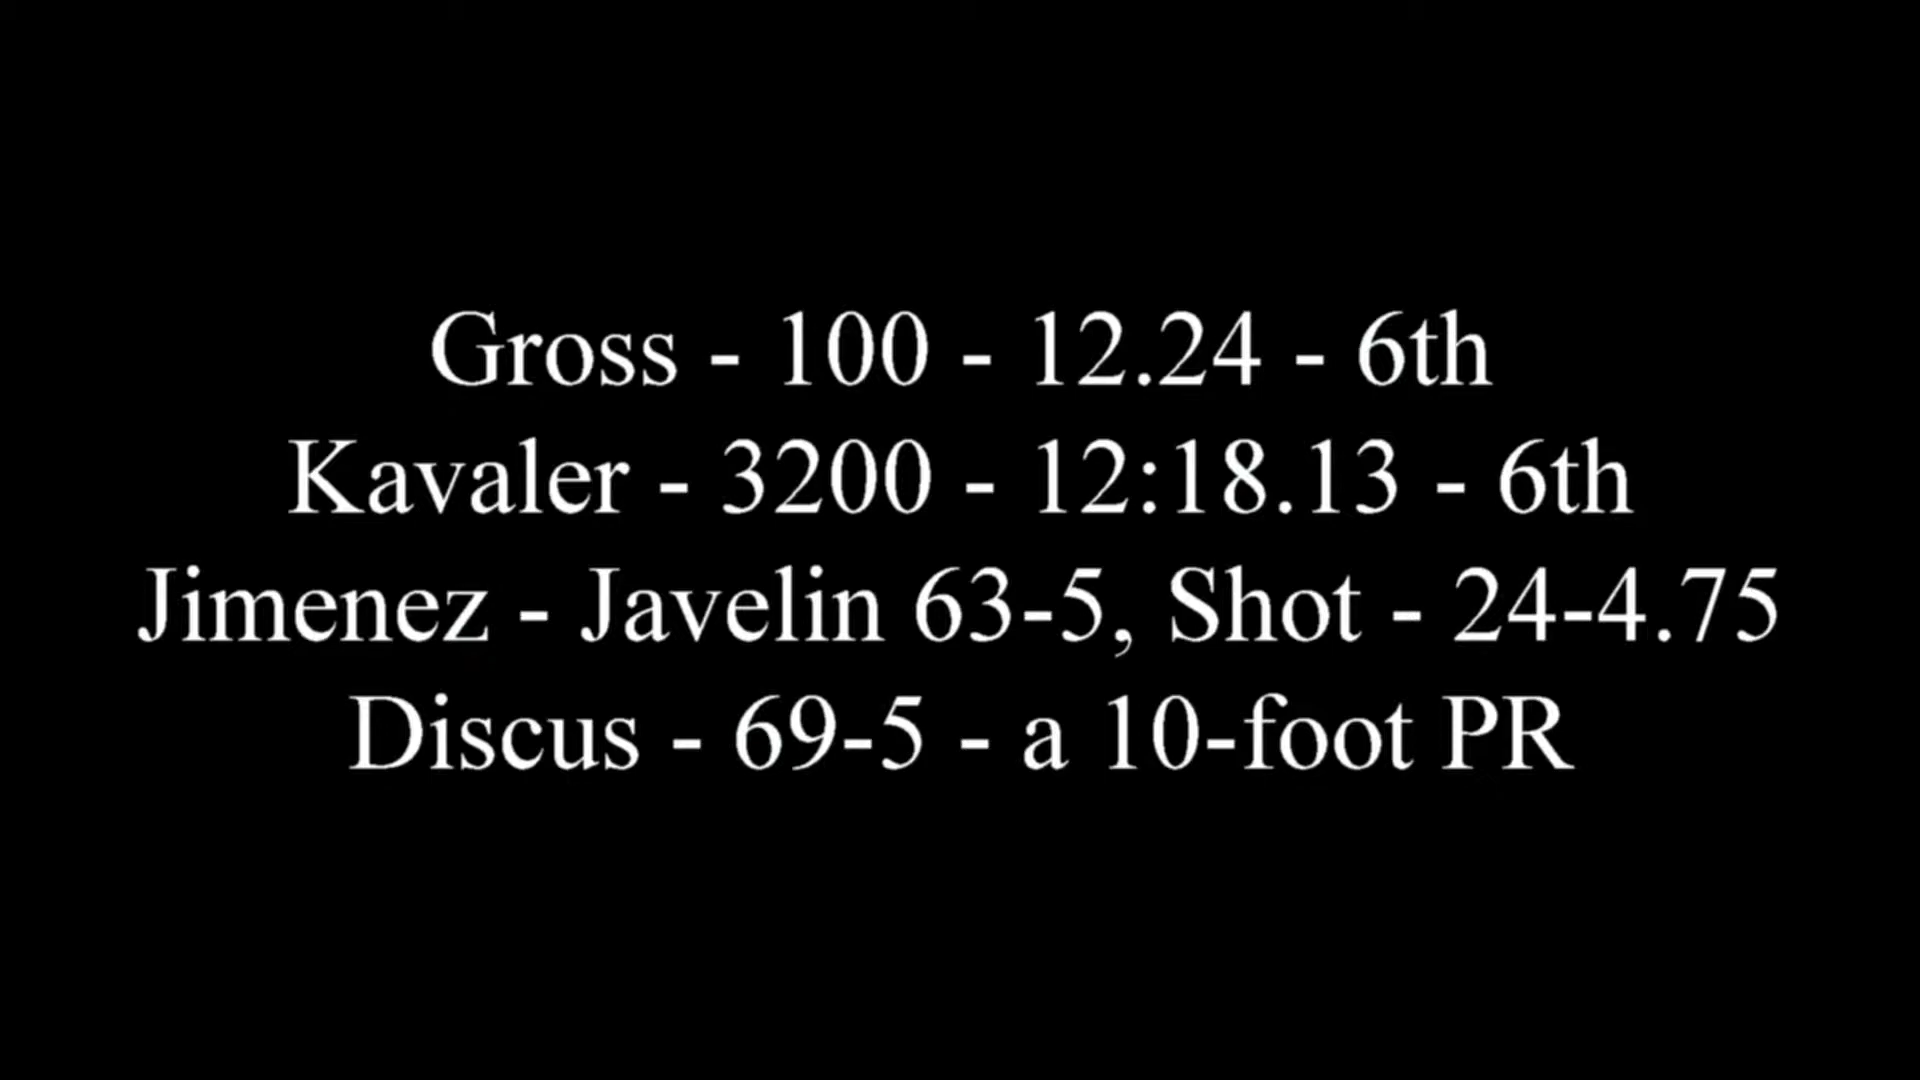 Gross - 100 - 12.24 - 6th
Kavaler - 3200 - 12:18.13 - 6th
Jimenez - Javelin 63-5, Shot - 24-4.75
Discus - 69-5 - a 10-foot PR